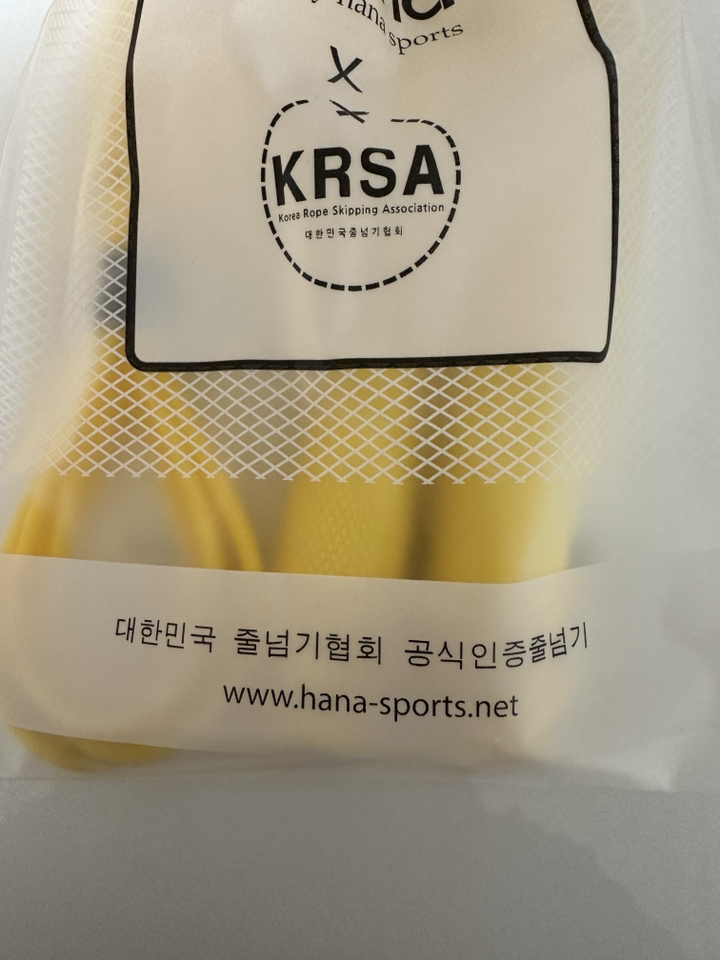 hana sports
X
KRSA
Korea Rope Skipping Association
대한민국줄넘기협회
대한민국 줄넘기협회 공식인증줄넘기
www.hana-sports.net